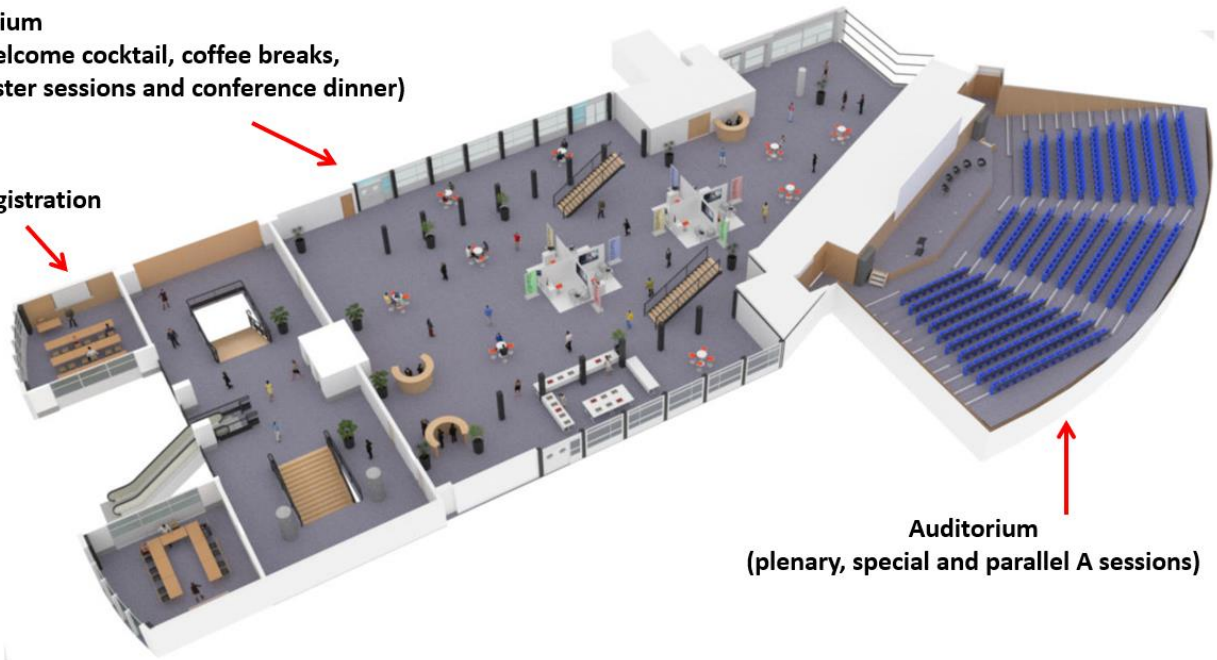 ium
elcome cocktail, coffee breaks,
ster sessions and conference dinner)
gistration
Auditorium
(plenary, special and parallel A sessions)